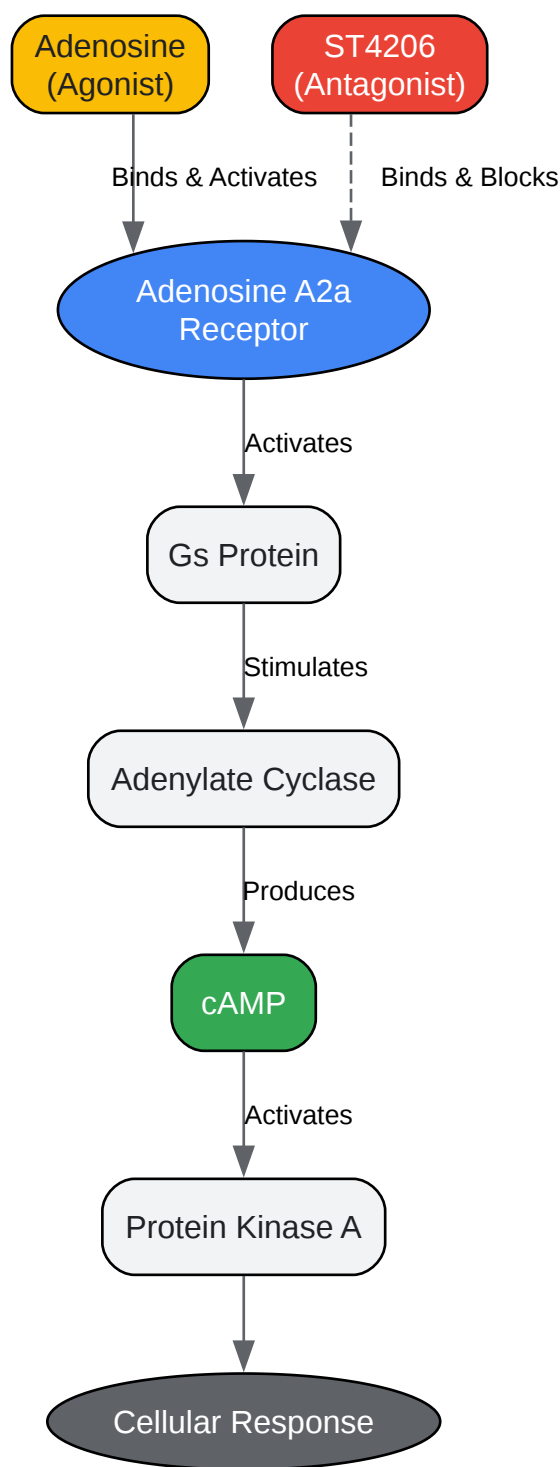 Adenosine
(Agonist)
ST4206
(Antagonist)
Binds & Activates
Binds & Blocks
Adenosine A2a
Receptor
Activates
Gs Protein
Stimulates
Adenylate Cyclase
Produces
cAMP
Activates
Protein Kinase A
Cellular Response